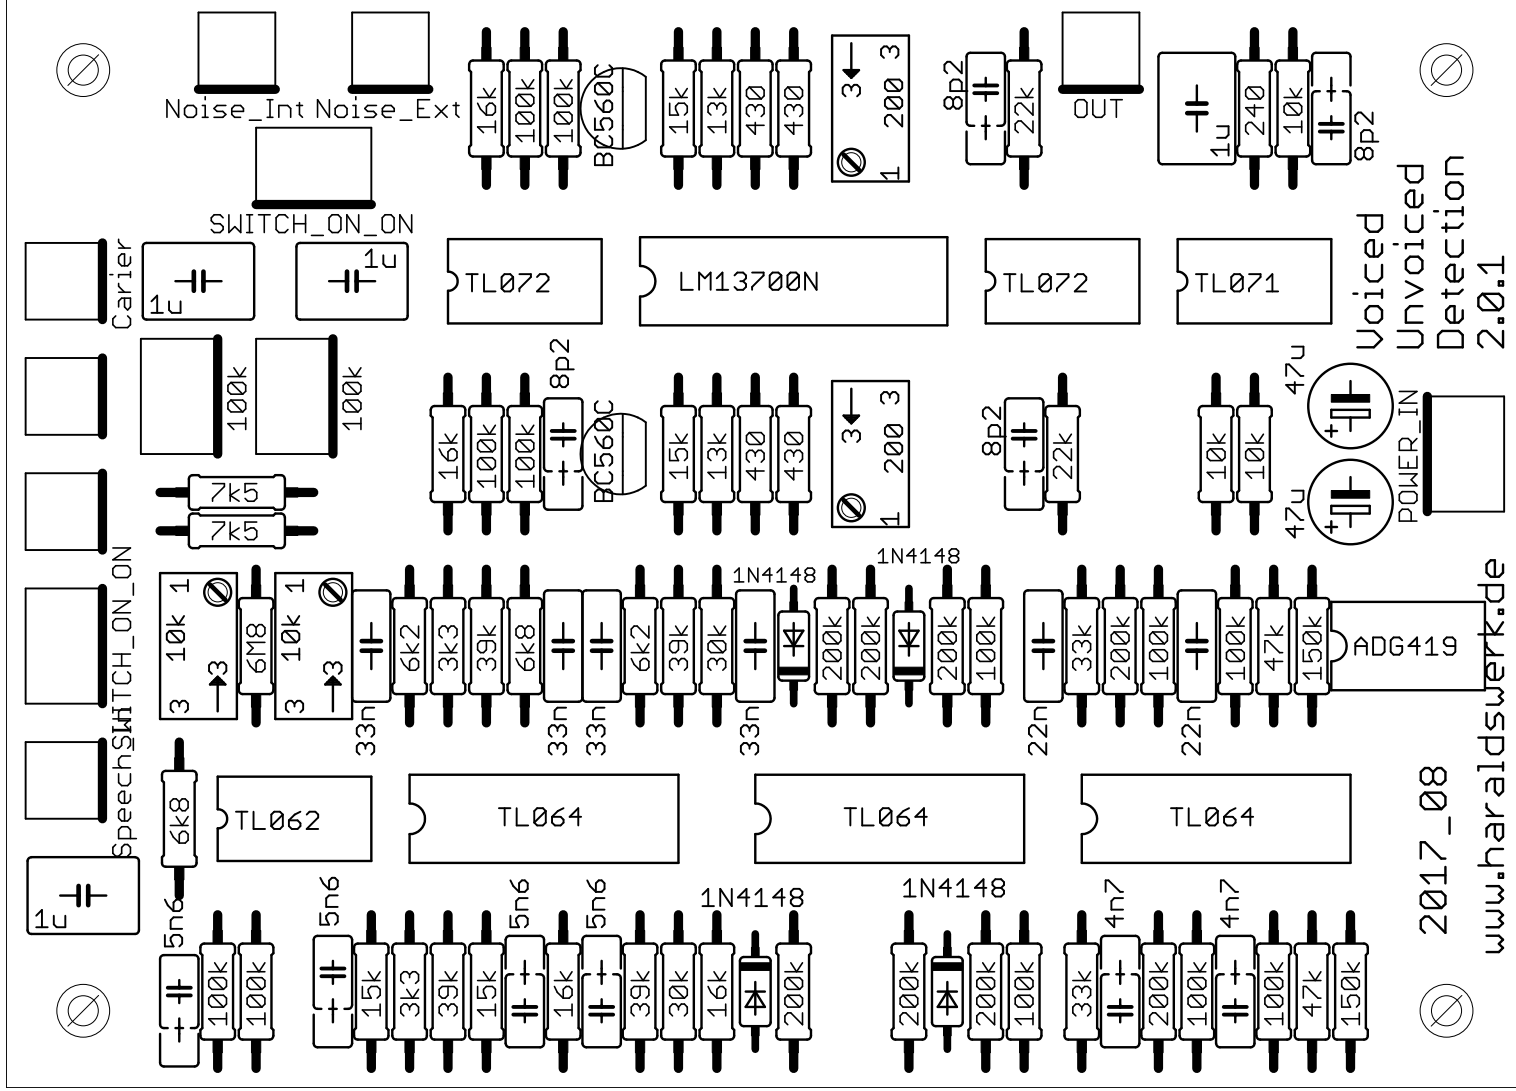 Noise_Int
Noise_Ext
16k
100k
100k
BC560C
15k
13k
430
430
3
200
3
1
8p2
22k
OUT
1u
240
10k
8p2
SWITCH_ON_ON
Carier
1u
1u
TL072
LM13700N
TL072
TL071
Voiced
Unvoiced
Detection
2.0.1
100k
100k
16k
100k
100k
8p2
BC560C
15k
13k
430
430
3
200
3
1
8p2
22k
10k
10k
47u
+
47u
+
POWER_IN
7k5
7k5
SWITCH_ON_ON
1
10k
3
3
6M8
1
10k
3
3
33n
6k2
3k3
39k
6k8
33n
33n
6k2
39k
30k
33n
1N4148
200k
200k
1N4148
200k
100k
22n
33k
200k
100k
22n
100k
47k
150k
ADG419
www.haraldswerk.de
Speech_In
6k8
TL062
TL064
TL064
TL064
2017_08
1u
5n6
100k
100k
5n6
15k
3k3
39k
15k
5n6
16k
5n6
39k
30k
16k
1N4148
200k
200k
1N4148
200k
100k
33k
4n7
200k
100k
4n7
100k
47k
150k